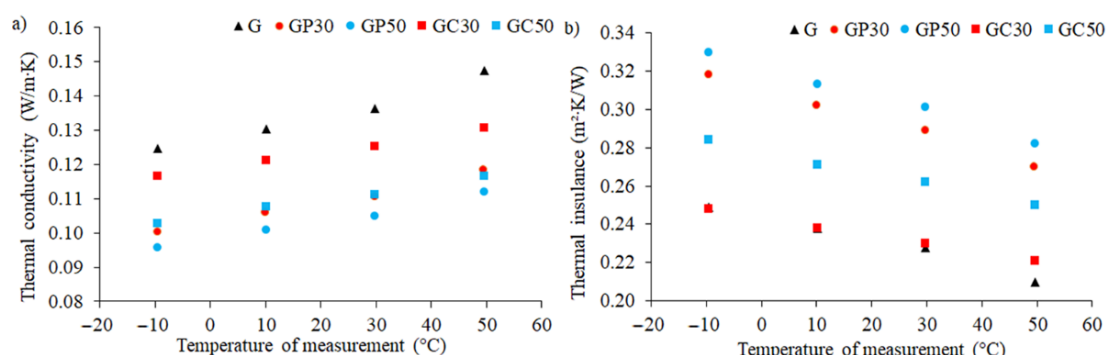 a)
▲ G ● GP30 ● GP50 ■ GC30 ■ GC50
Thermal conductivity (W/m·K)
0.16
0.15
0.14
0.13
0.12
0.11
0.10
0.09
0.08
−20 −10 0 10 20 30 40 50 60
Temperature of measurement (°C)
b)
▲ G ● GP30 ● GP50 ■ GC30 ■ GC50
Thermal insulance (m²·K/W)
0.34
0.32
0.30
0.28
0.26
0.24
0.22
0.20
−20 −10 0 10 20 30 40 50 60
Temperature of measurement (°C)